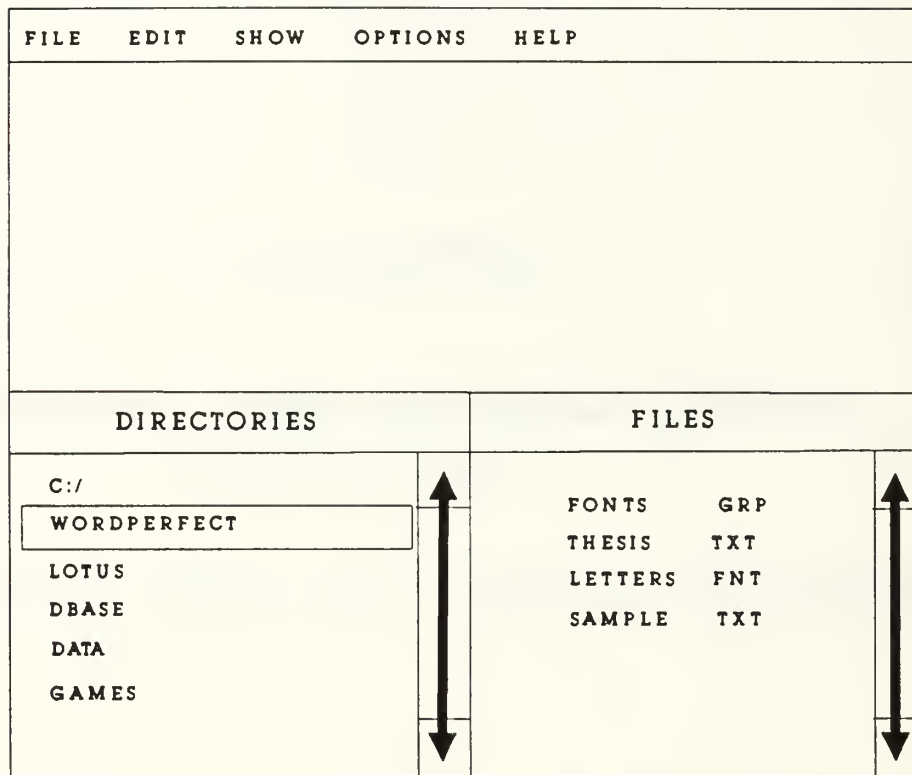 FILE EDIT SHOW OPTIONS HELP
DIRECTORIES
C:/
WORDPERFECT
LOTUS
DBASE
DATA
GAMES
FILES
FONTS GRP
THESIS TXT
LETTERS FNT
SAMPLE TXT